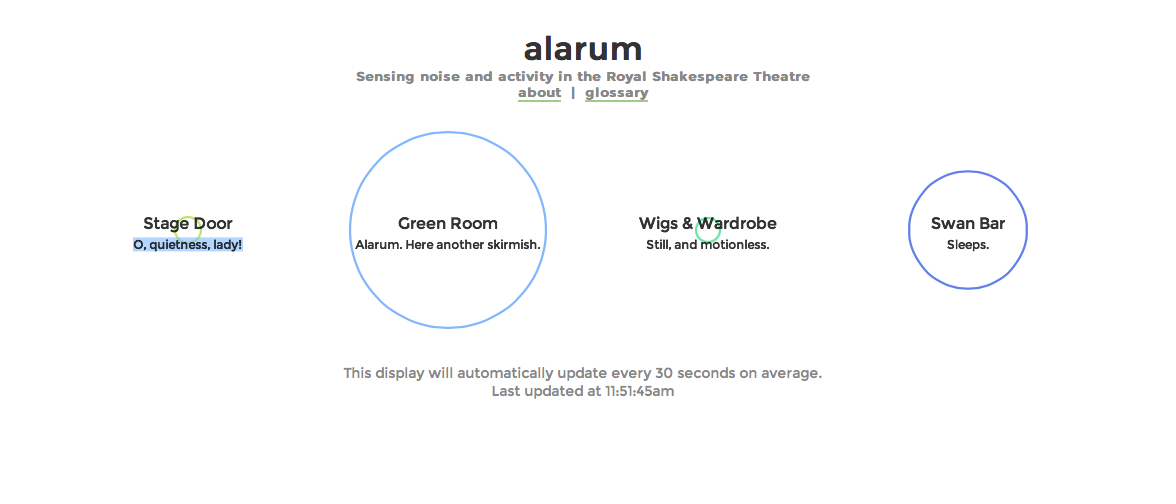 alarum
Sensing noise and activity in the Royal Shakespeare Theatre
about | glossary
Stage Door
O, quietness, lady!
Green Room
Alarum. Here another skirmish.
Wigs & Wardrobe
Still, and motionless.
Swan Bar
Sleeps.
This display will automatically update every 30 seconds on average.
Last updated at 11:51:45am